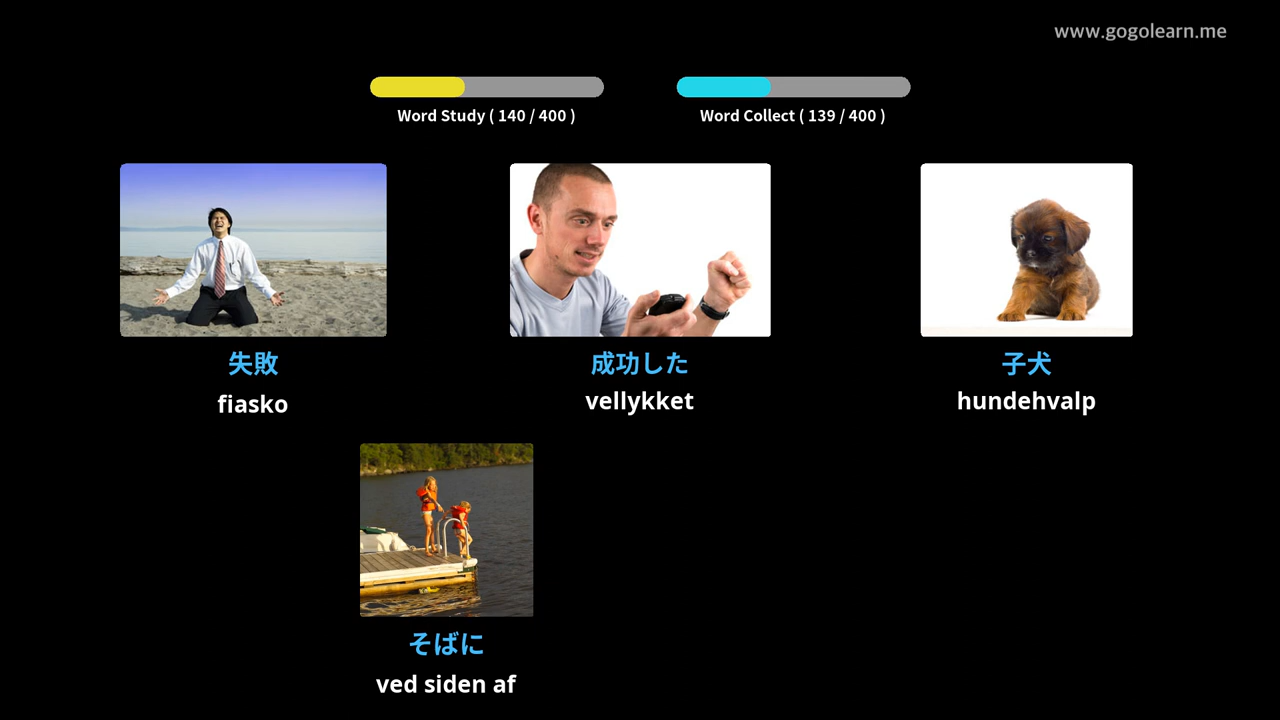 www.gogolearn.me
Word Study ( 140 / 400 )
Word Collect ( 139 / 400 )
失敗
fiasko
成功した
vellykket
子犬
hundehvalp
そばに
ved siden af